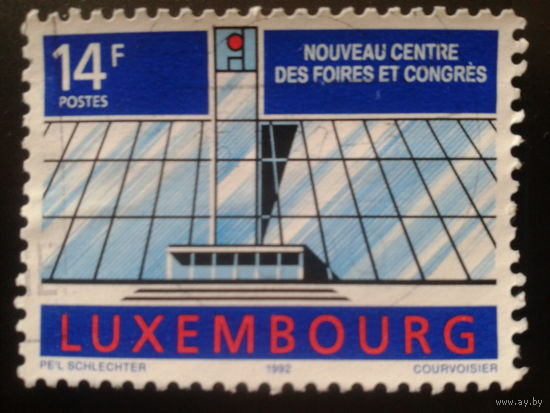 14F
POSTES
NOUVEAU CENTRE
DES FOIRES ET CONGRÈS
LUXEMBOURG
PE'L SCHLECHTER 1992 COURVOISIER
www.ay.by